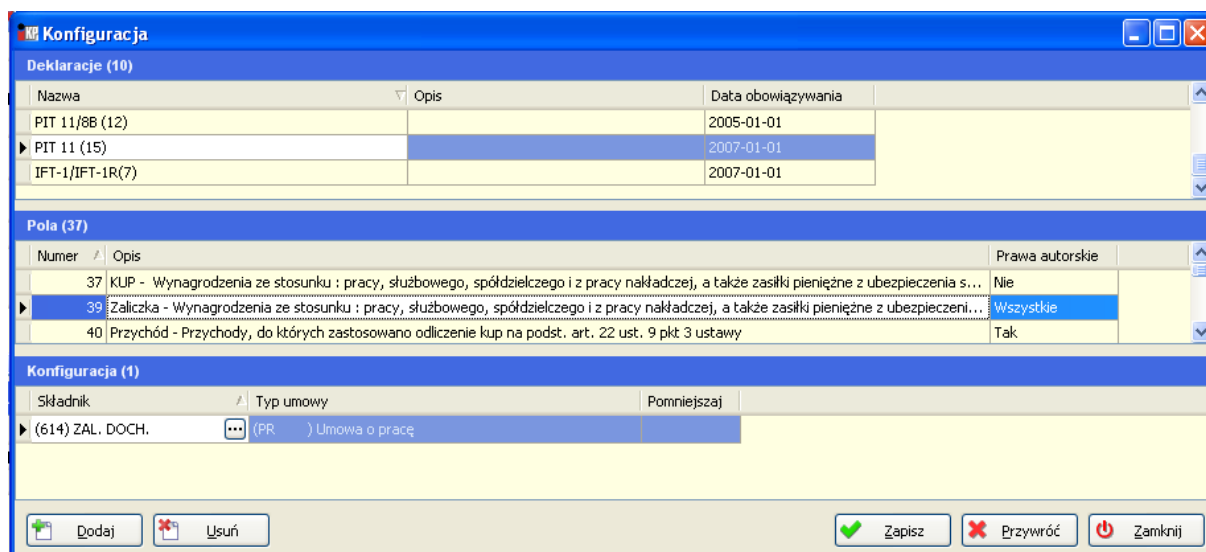 KP Konfiguracja
Deklaracje (10)
Nazwa Opis Data obowiązywania
PIT 11/8B (12) 2005-01-01
PIT 11 (15) 2007-01-01
IFT-1/IFT-1R(7) 2007-01-01
Pola (37)
Numer Opis Prawa autorskie
37 KUP - Wynagrodzenia ze stosunku : pracy, służbowego, spółdzielczego i z pracy nakładczej, a także zasiłki pieniężne z ubezpieczenia s... Nie
39 Zaliczka - Wynagrodzenia ze stosunku : pracy, służbowego, spółdzielczego i z pracy nakładczej, a także zasiłki pieniężne z ubezpieczeni... Wszystkie
40 Przychód - Przychody, do których zastosowano odliczenie kup na podst. art. 22 ust. 9 pkt 3 ustawy Tak
Konfiguracja (1)
Składnik Typ umowy Pomniejszaj
(614) ZAL. DOCH. ... (PR ) Umowa o pracę
Dodaj Usuń Zapisz Przywróć Zamknij